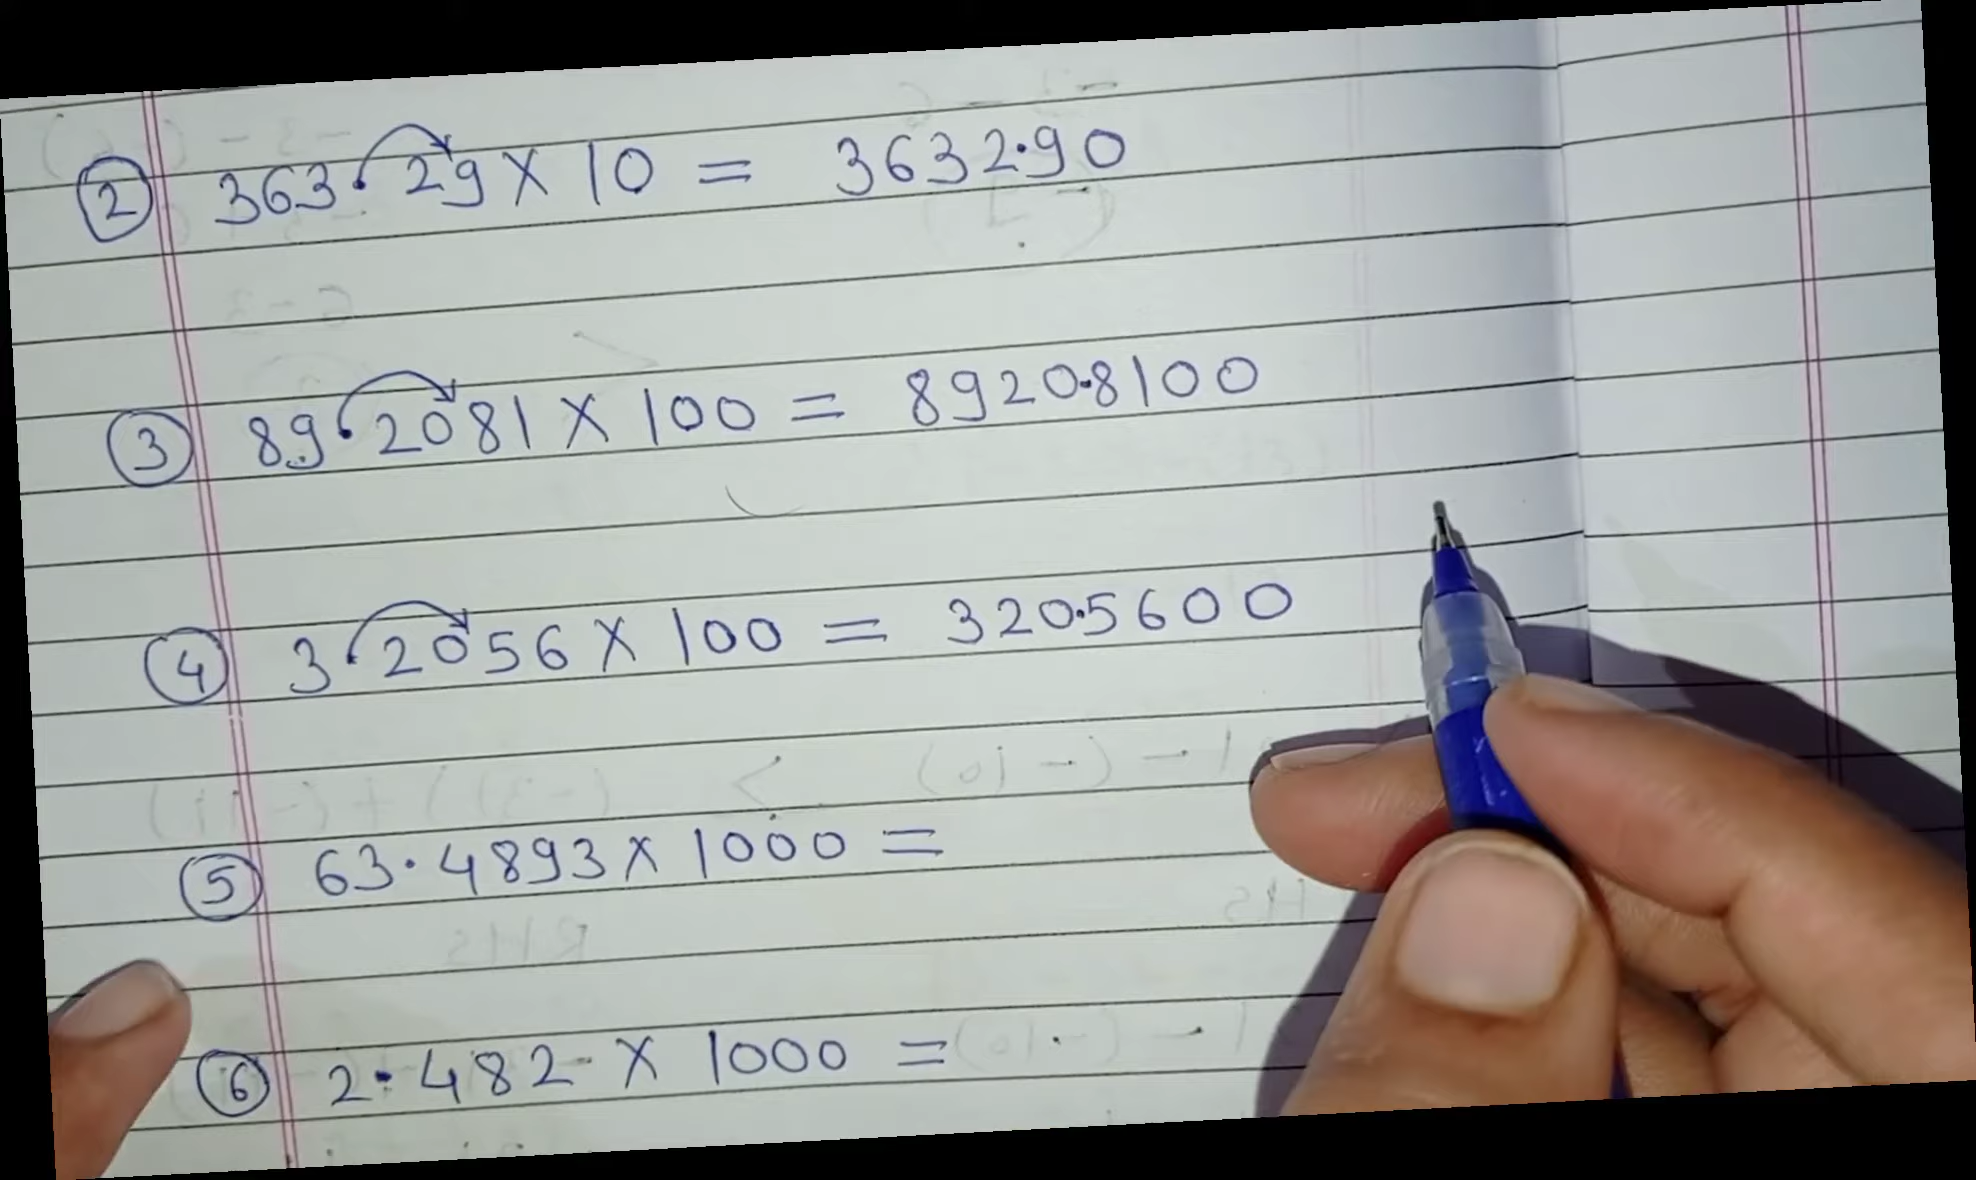 2 363.29 X 10 = 3632.90
3 89.2081 X 100 = 8920.8100
4 3.2056 X 100 = 320.5600
5 63.4893 X 1000 =
6 2.482 X 1000 =